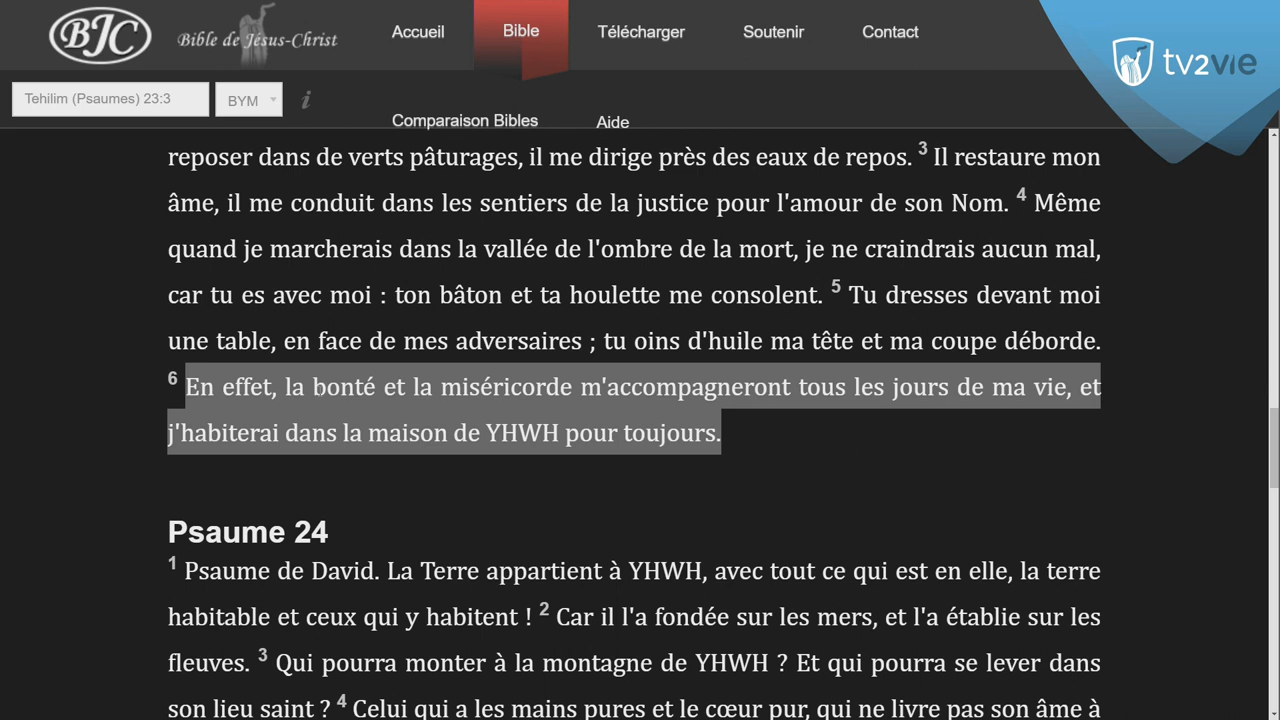 BJC
Bible de Jésus-Christ
Accueil
Bible
Télécharger
Soutenir
Contact
tv2vie
Tehilim (Psaumes) 23:3
BYM
i
Comparaison Bibles
Aide
reposer dans de verts pâturages, il me dirige près des eaux de repos. 3 Il restaure mon
âme, il me conduit dans les sentiers de la justice pour l'amour de son Nom. 4 Même
quand je marcherais dans la vallée de l'ombre de la mort, je ne craindrais aucun mal,
car tu es avec moi : ton bâton et ta houlette me consolent. 5 Tu dresses devant moi
une table, en face de mes adversaires ; tu oins d'huile ma tête et ma coupe déborde.
6 En effet, la bonté et la miséricorde m'accompagneront tous les jours de ma vie, et
j'habiterai dans la maison de YHWH pour toujours.
Psaume 24
1 Psaume de David. La Terre appartient à YHWH, avec tout ce qui est en elle, la terre
habitable et ceux qui y habitent ! 2 Car il l'a fondée sur les mers, et l'a établie sur les
fleuves. 3 Qui pourra monter à la montagne de YHWH ? Et qui pourra se lever dans
son lieu saint ? 4 Celui qui a les mains pures et le cœur pur, qui ne livre pas son âme à